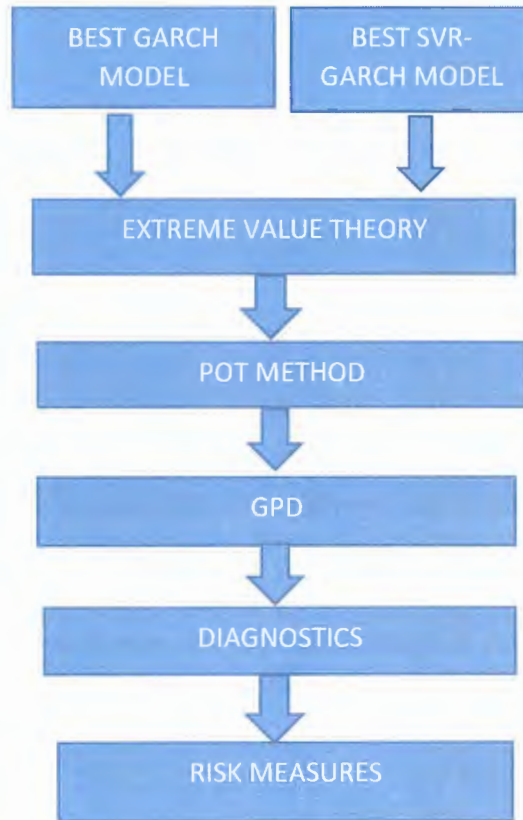 BEST GARCH
MODEL
BEST SVR-
GARCH MODEL
EXTREME VALUE THEORY
POT METHOD
GPD
DIAGNOSTICS
RISK MEASURES